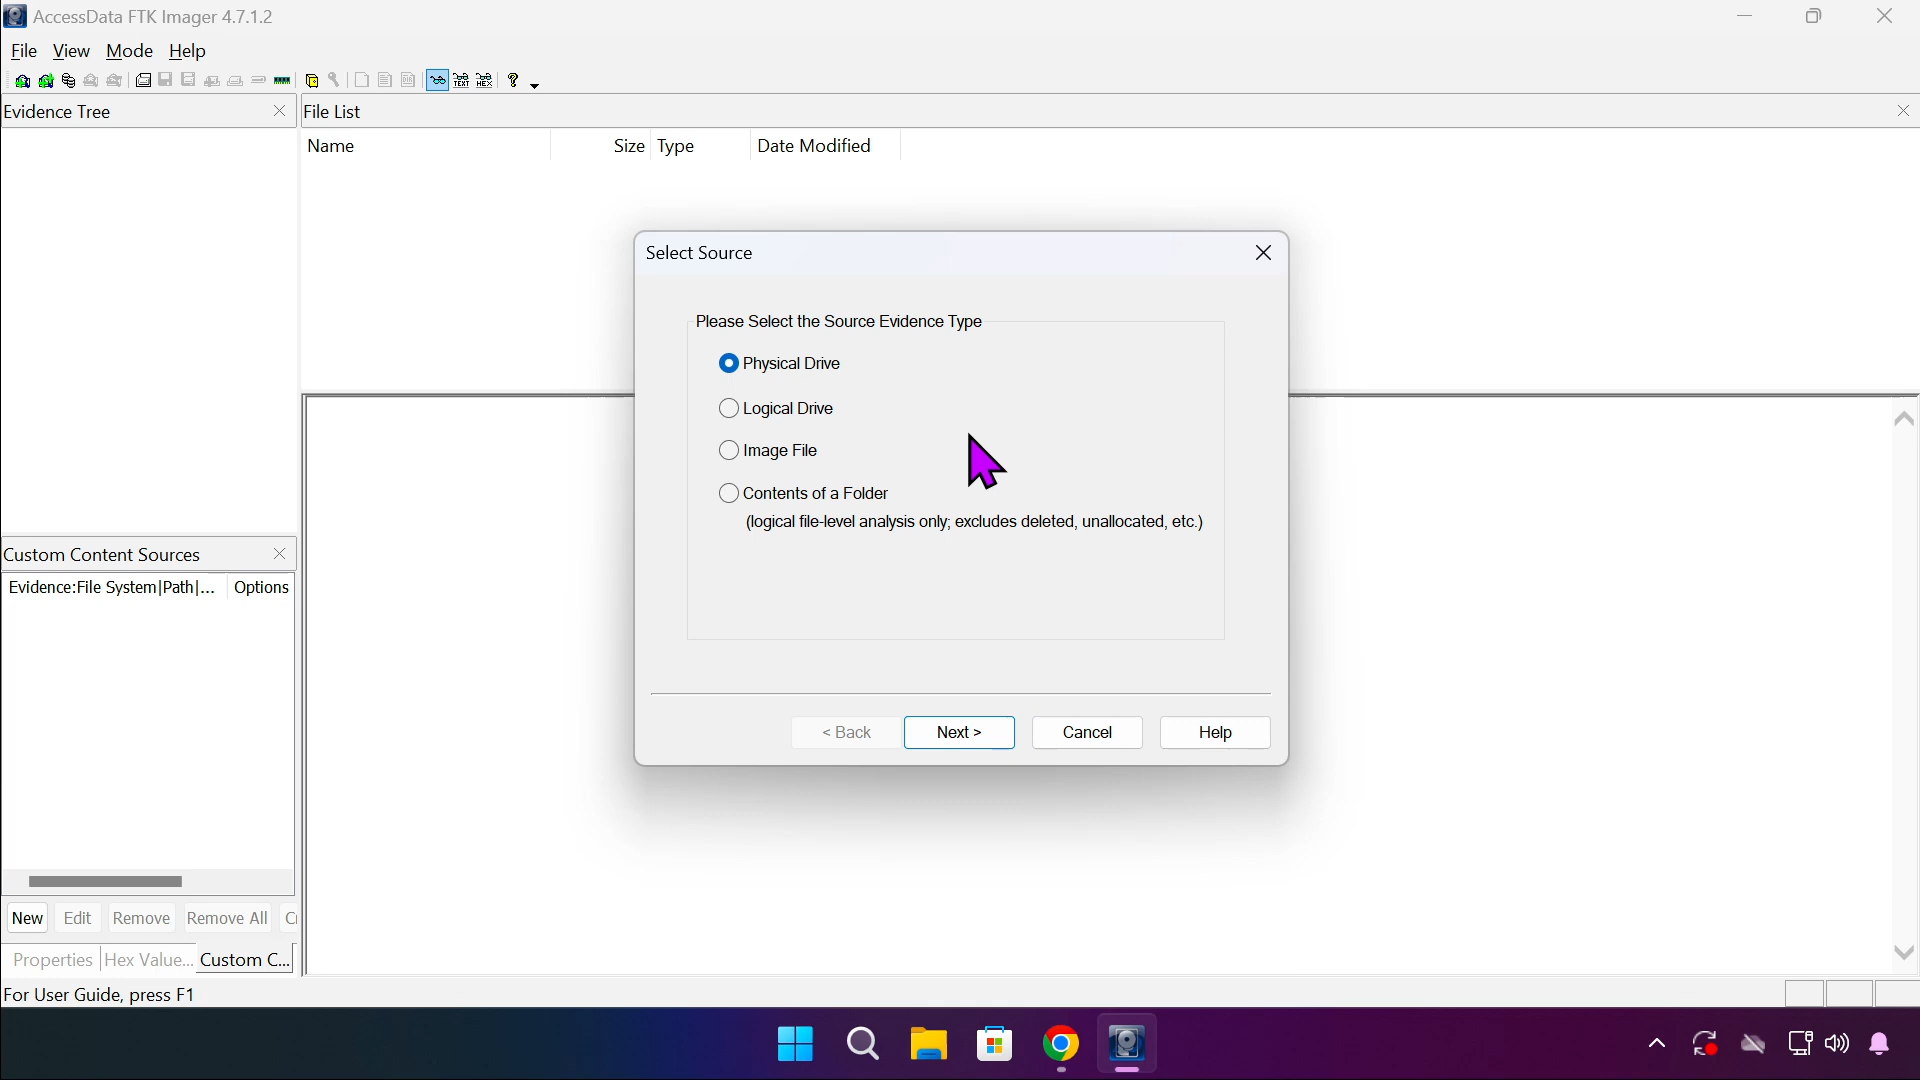 AccessData FTK Imager 4.7.1.2
File View Mode Help
Evidence Tree
File List
Name Size Type Date Modified
Select Source
Please Select the Source Evidence Type
Physical Drive
Logical Drive
Image File
Contents of a Folder
(logical file-level analysis only; excludes deleted, unallocated, etc.)
< Back Next > Cancel Help
Custom Content Sources
Evidence:File System|Path|... Options
New Edit Remove Remove All
Properties Hex Value... Custom C...
For User Guide, press F1